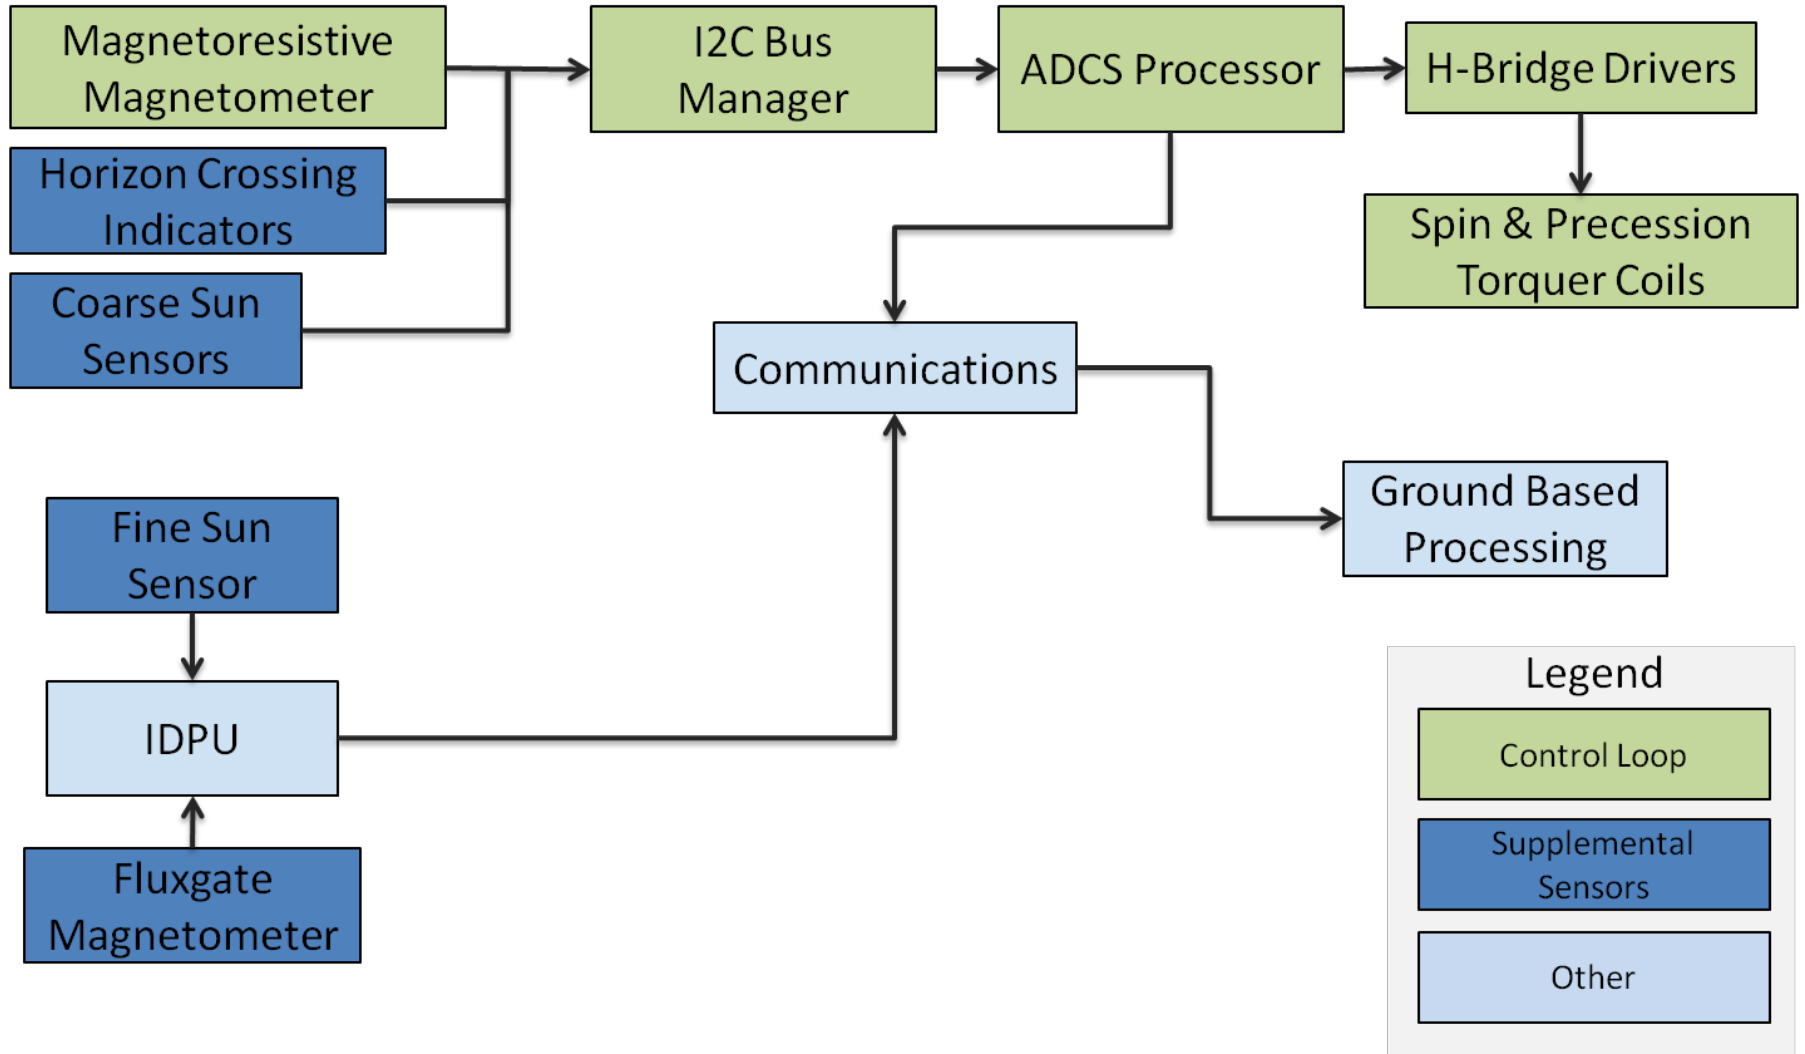 Magnetoresistive
Magnetometer
I2C Bus
Manager
ADCS Processor
H-Bridge Drivers
Horizon Crossing
Indicators
Spin & Precession
Torquer Coils
Coarse Sun
Sensors
Communications
Ground Based
Processing
Fine Sun
Sensor
IDPU
Fluxgate
Magnetometer
Legend
Control Loop
Supplemental
Sensors
Other